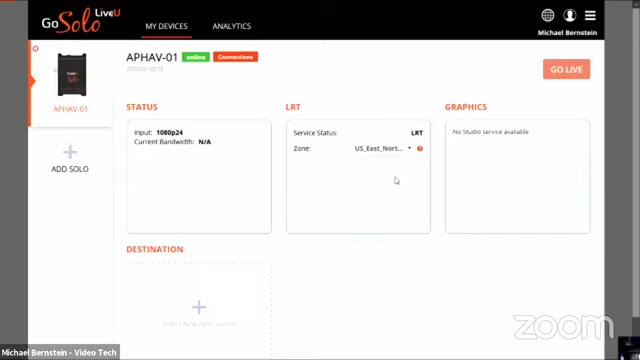 Go Solo LiveU
MY DEVICES
ANALYTICS
Michael Bernstein
APHAV-01
online
Connections
GO LIVE
APHAV-01
ADD SOLO
STATUS
Input: 1080p24
Current Bandwidth: N/A
LRT
Service Status: LRT
Zone: US_East_Nort...
GRAPHICS
No Studio service available
DESTINATION
zoom
Michael Bernstein - Video Tech